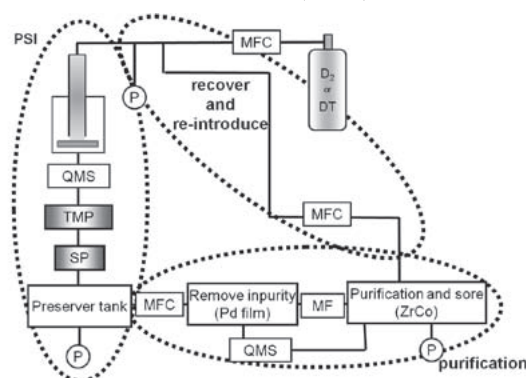 PSI
MFC
D2
or
DT
P
recover
and
re-introduce
QMS
TMP
MFC
SP
Preserver tank
MFC
Remove inpurity
(Pd film)
MF
Purification and sore
(ZrCo)
P
QMS
P
purification